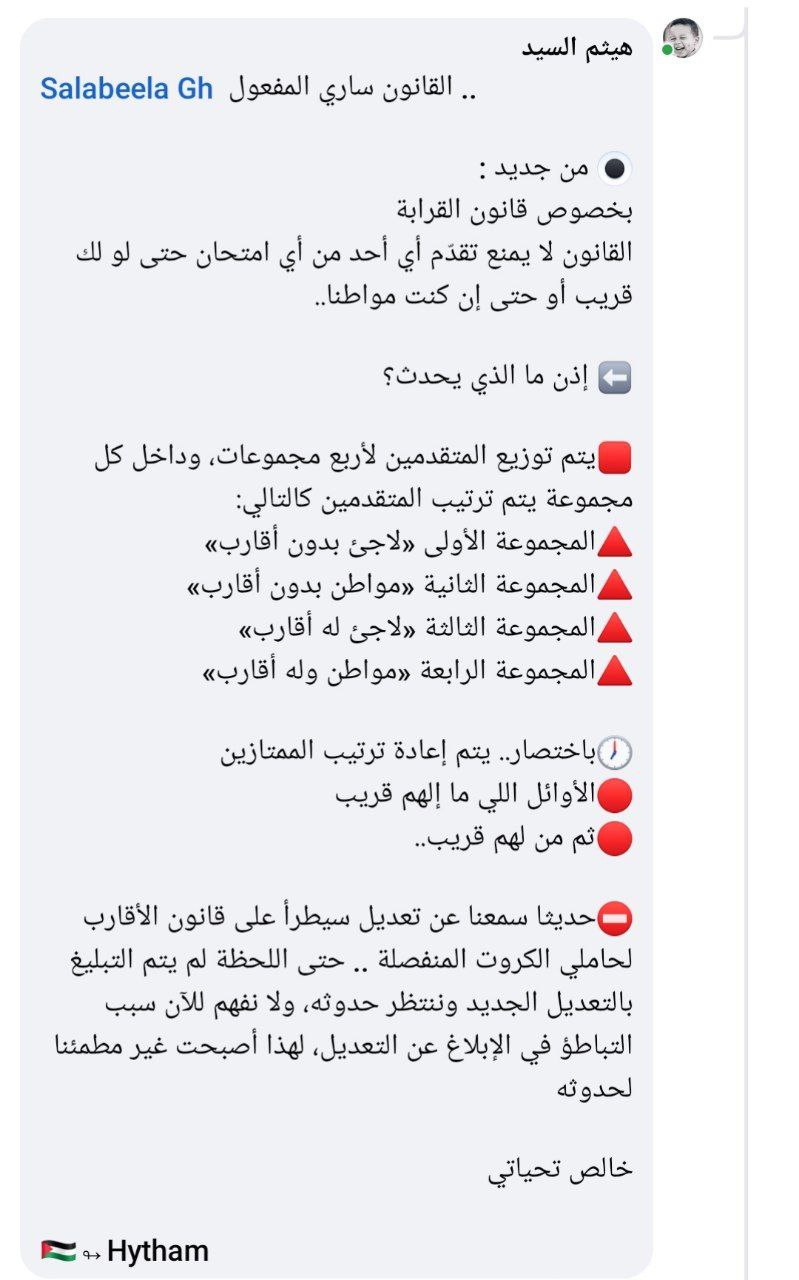 هيثم السيد
Salabeela Gh القانون ساري المفعول ..
من جديد :
بخصوص قانون القرابة
القانون لا يمنع تقدّم أي أحد من أي امتحان حتى لو لك
قريب أو حتى إن كنت مواطنا..
إذن ما الذي يحدث؟
يتم توزيع المتقدمين لأربع مجموعات، وداخل كل
مجموعة يتم ترتيب المتقدمين كالتالي:
المجموعة الأولى «لاجئ بدون أقارب»
المجموعة الثانية «مواطن بدون أقارب»
المجموعة الثالثة «لاجئ له أقارب»
المجموعة الرابعة «مواطن وله أقارب»
باختصار.. يتم إعادة ترتيب الممتازين
الأوائل اللي ما إلهم قريب
ثم من لهم قريب..
حديثا سمعنا عن تعديل سيطرأ على قانون الأقارب
لحاملي الكروت المنفصلة .. حتى اللحظة لم يتم التبليغ
بالتعديل الجديد وننتظر حدوثه، ولا نفهم للآن سبب
التباطؤ في الإبلاغ عن التعديل، لهذا أصبحت غير مطمئنا
لحدوثه
خالص تحياتي
Hytham